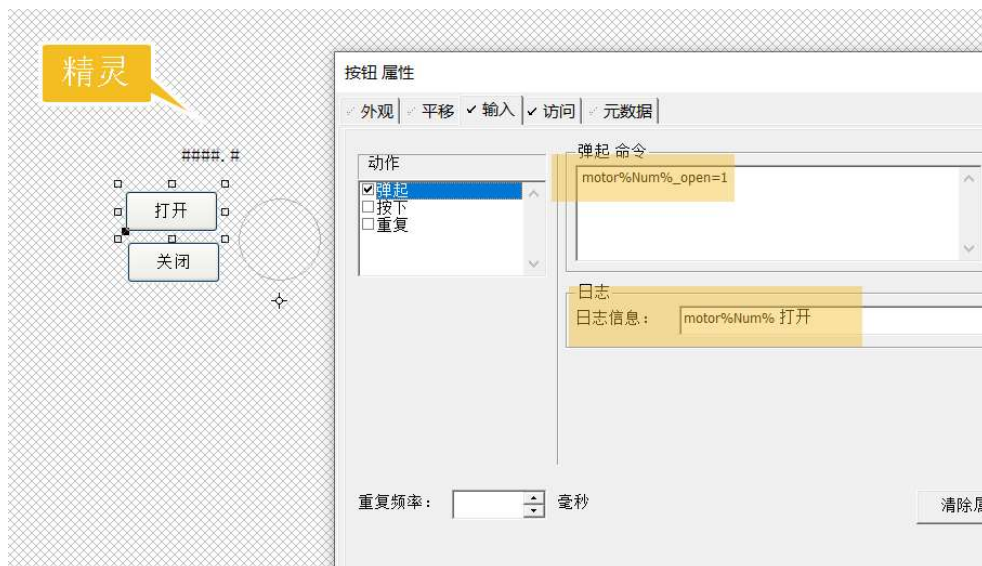 精灵
####.#
打开
关闭
按钮 属性
外观 平移 输入 访问 元数据
动作
弹起
按下
重复
弹起 命令
motor%Num%_open=1
日志
日志信息： motor%Num% 打开
重复频率： 毫秒
清除